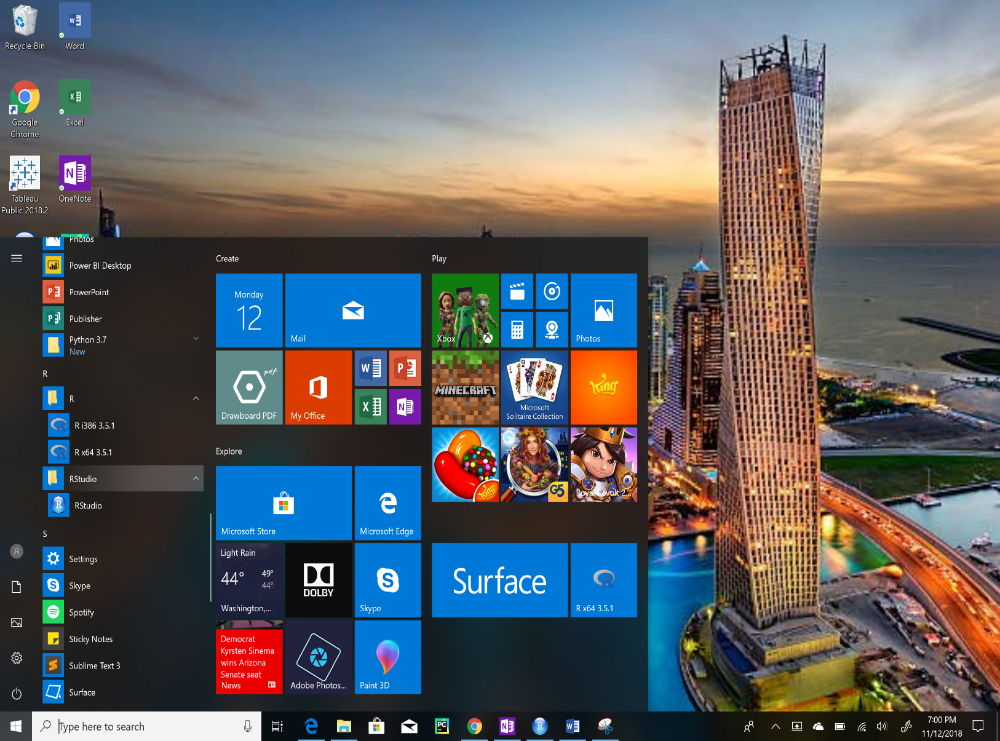 Recycle Bin
Word
Google
Chrome
Excel
Tableau
Public 2018.2
OneNote
Photos
Power BI Desktop
PowerPoint
Publisher
Python 3.7
New
R
R
R i386 3.5.1
R x64 3.5.1
RStudio
RStudio
S
Settings
Skype
Spotify
Sticky Notes
Sublime Text 3
Surface
Create
Monday
12
Mail
pdf
Drawboard PDF
My Office
Explore
Microsoft Store
Microsoft Edge
Light Rain
44°
49°
44°
Washington,...
DOLBY
Skype
Democrat
Kyrsten Sinema
wins Arizona
Senate seat
News
Adobe Photos...
Paint 3D
Play
Xbox
Photos
MINECRAFT
Microsoft
Solitaire Collection
King
King
G5
Royal Revolt 2...
Surface
R x64 3.5.1
Type here to search
PC
7:00 PM
11/12/2018